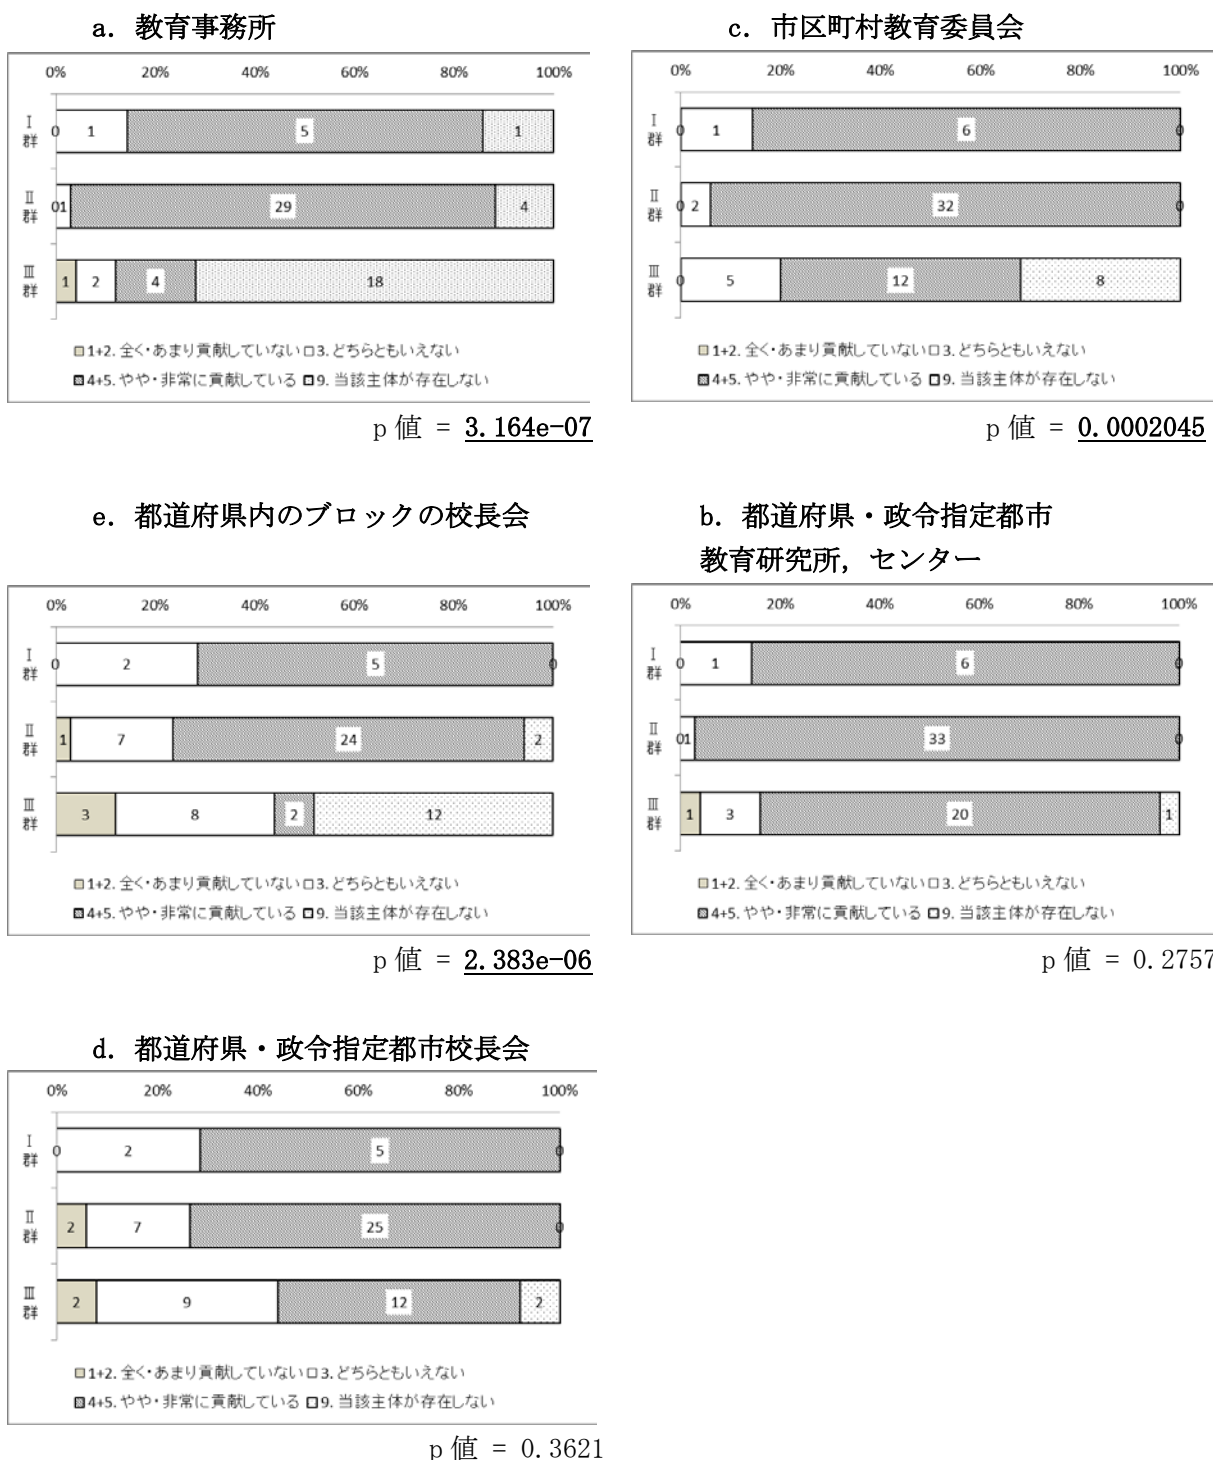 a. 教育事務所
0% 20% 40% 60% 80% 100%
Ⅰ群 0 1 5 1
Ⅱ群 0 1 29 4
Ⅲ群 1 2 4 18
1+2. 全く・あまり貢献していない 3. どちらともいえない
4+5. やや・非常に貢献している 9. 当該主体が存在しない
p値 = 3.164e-07
c. 市区町村教育委員会
0% 20% 40% 60% 80% 100%
Ⅰ群 0 1 6 0
Ⅱ群 0 2 32 0
Ⅲ群 0 5 12 8
1+2. 全く・あまり貢献していない 3. どちらともいえない
4+5. やや・非常に貢献している 9. 当該主体が存在しない
p値 = 0.0002045
e. 都道府県内のブロックの校長会
0% 20% 40% 60% 80% 100%
Ⅰ群 0 2 5 0
Ⅱ群 1 7 24 2
Ⅲ群 3 8 2 12
1+2. 全く・あまり貢献していない 3. どちらともいえない
4+5. やや・非常に貢献している 9. 当該主体が存在しない
p値 = 2.383e-06
b. 都道府県・政令指定都市
教育研究所, センター
0% 20% 40% 60% 80% 100%
Ⅰ群 0 1 6 0
Ⅱ群 0 1 33 0
Ⅲ群 1 3 20 1
1+2. 全く・あまり貢献していない 3. どちらともいえない
4+5. やや・非常に貢献している 9. 当該主体が存在しない
p値 = 0.2757
d. 都道府県・政令指定都市校長会
0% 20% 40% 60% 80% 100%
Ⅰ群 0 2 5 0
Ⅱ群 2 7 25 0
Ⅲ群 2 9 12 2
1+2. 全く・あまり貢献していない 3. どちらともいえない
4+5. やや・非常に貢献している 9. 当該主体が存在しない
p値 = 0.3621